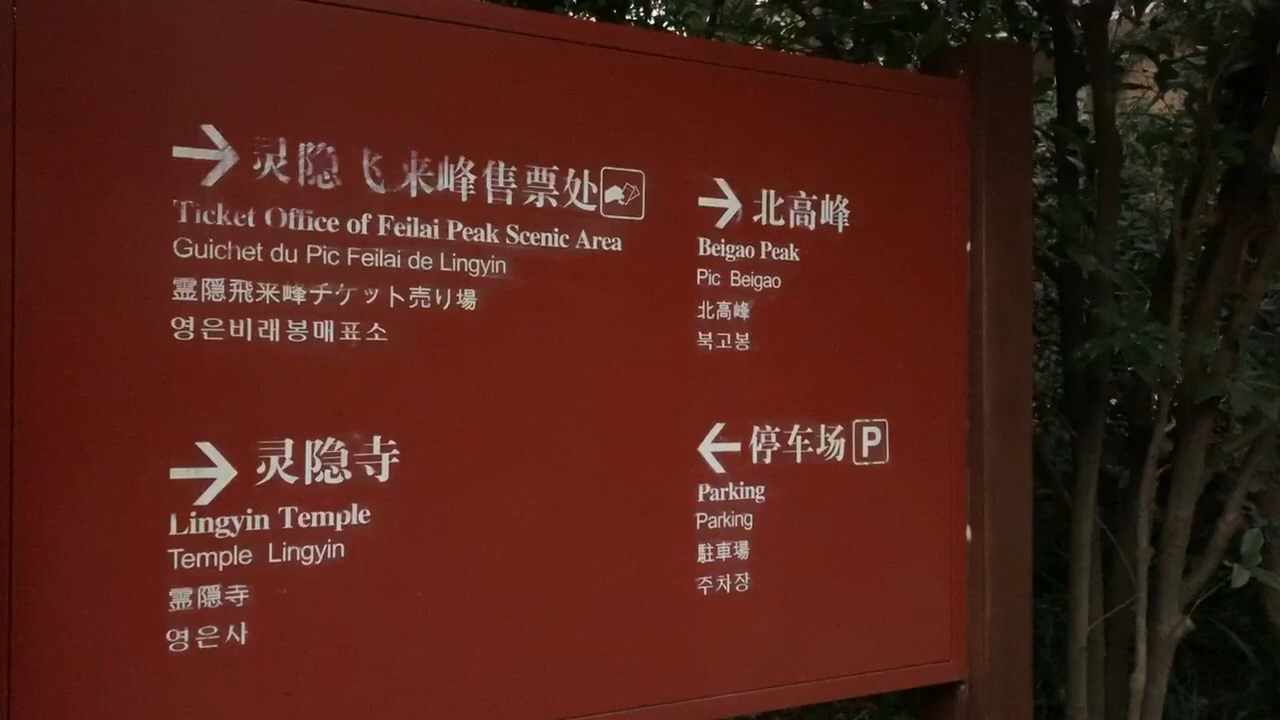 灵隐飞来峰售票处
Ticket Office of Feilai Peak Scenic Area
Guichet du Pic Feilai de Lingyin
霊隠飛来峰チケット売り場
영은비래봉매표소
北高峰
Beigao Peak
Pic Beigao
北高峰
북고봉
灵隐寺
Lingyin Temple
Temple Lingyin
霊隠寺
영은사
停车场 P
Parking
Parking
駐車場
주차장